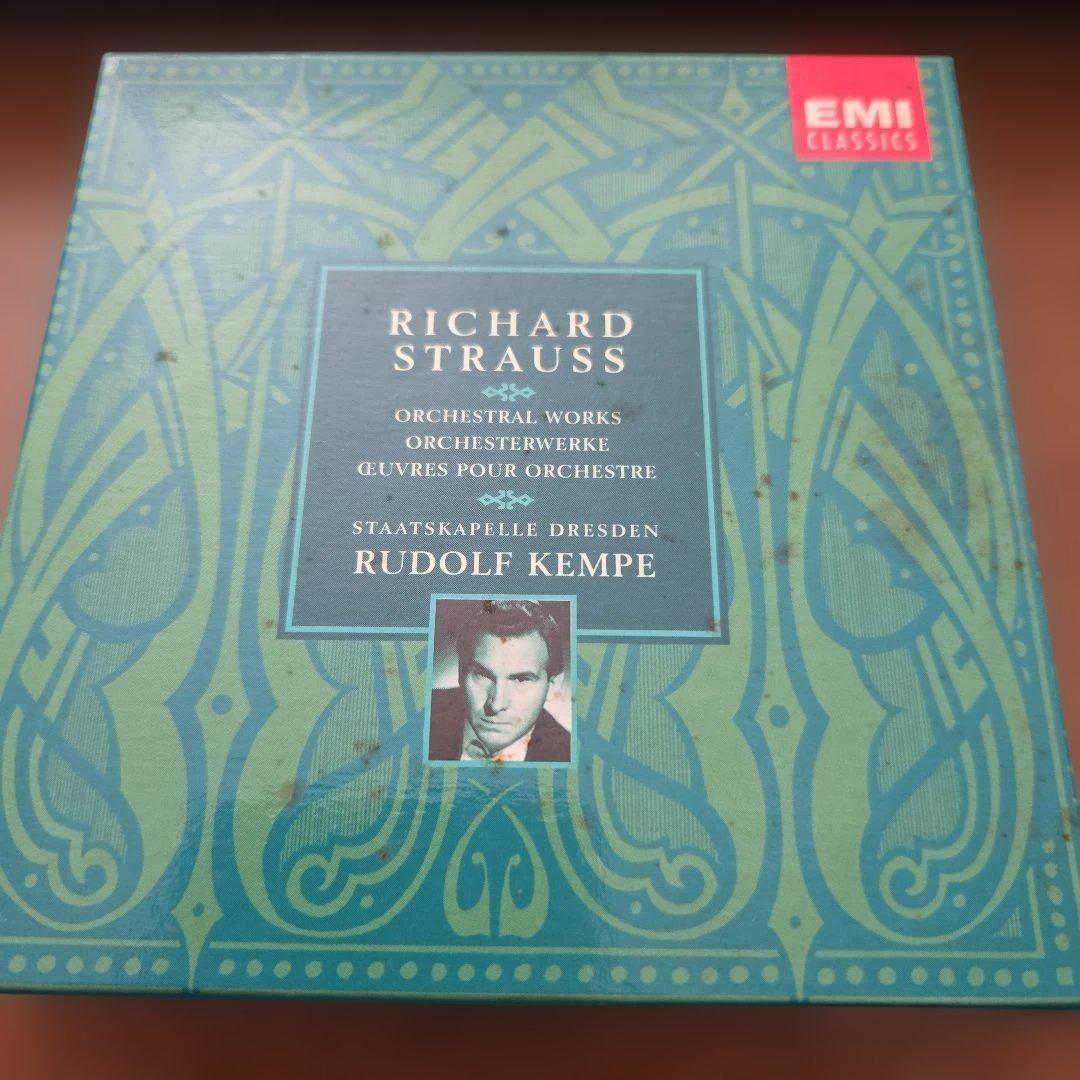 EMI
CLASSICS
RICHARD
STRAUSS
ORCHESTRAL WORKS
ORCHESTERWERKE
ŒUVRES POUR ORCHESTRE
STAATSKAPELLE DRESDEN
RUDOLF KEMPE